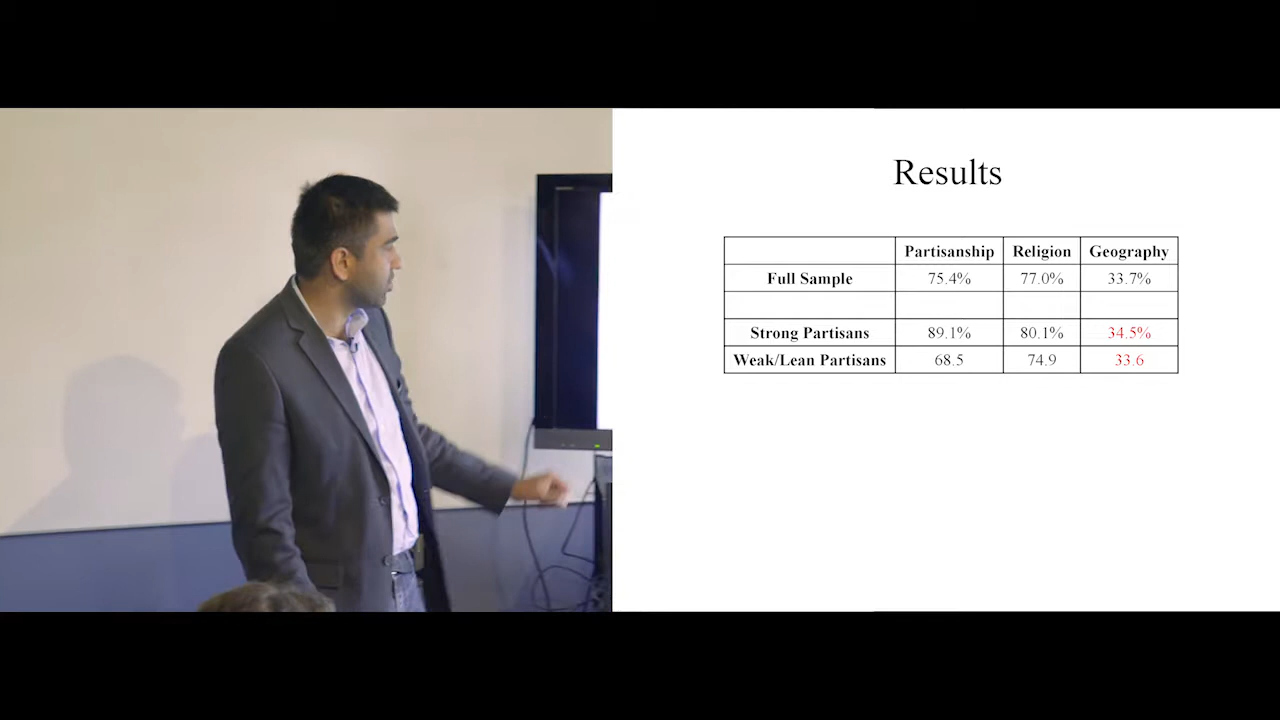 Results
Partisanship Religion Geography
Full Sample 75.4% 77.0% 33.7%
Strong Partisans 89.1% 80.1% 34.5%
Weak/Lean Partisans 68.5 74.9 33.6